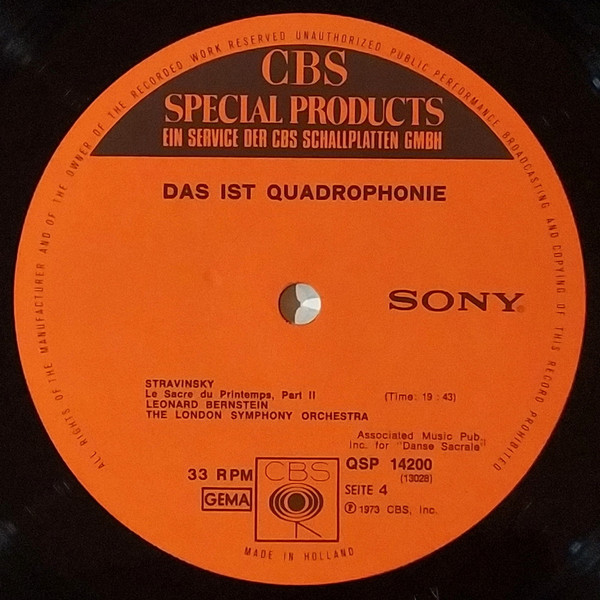 ALL RIGHTS OF THE MANUFACTURER AND OF THE OWNER OF THE RECORDED WORK RESERVED UNAUTHORIZED PUBLIC PERFORMANCE BROADCASTING AND COPYING OF THIS RECORD PROHIBITED
CBS
SPECIAL PRODUCTS
EIN SERVICE DER CBS SCHALLPLATTEN GMBH
DAS IST QUADROPHONIE
SONY®
STRAVINSKY
Le Sacre du Printemps, Part II (Time: 19 : 43)
LEONARD BERNSTEIN
THE LONDON SYMPHONY ORCHESTRA
Associated Music Pub.
Inc. for "Danse Sacrale"
33 RPM
GEMA
CBS
QSP 14200
(13028)
SEITE 4
℗ 1973 CBS, Inc.
MADE IN HOLLAND